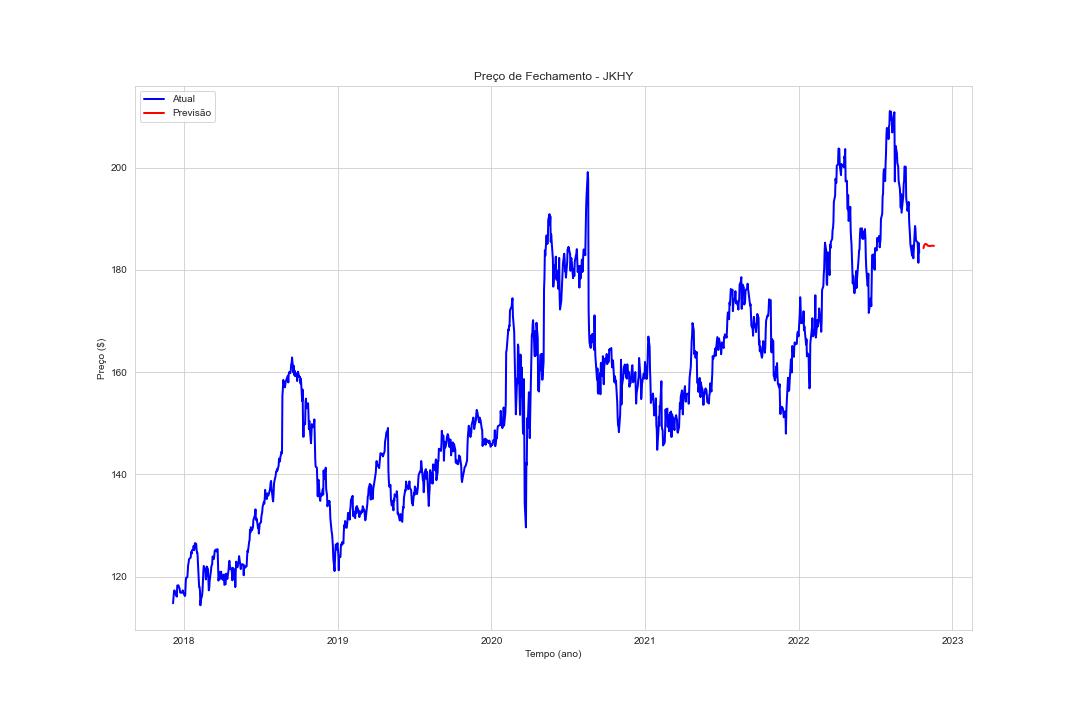 Preço de Fechamento - JKHY
Atual
Previsão
200
180
160
140
120
Preço ($)
2018 2019 2020 2021 2022 2023
Tempo (ano)